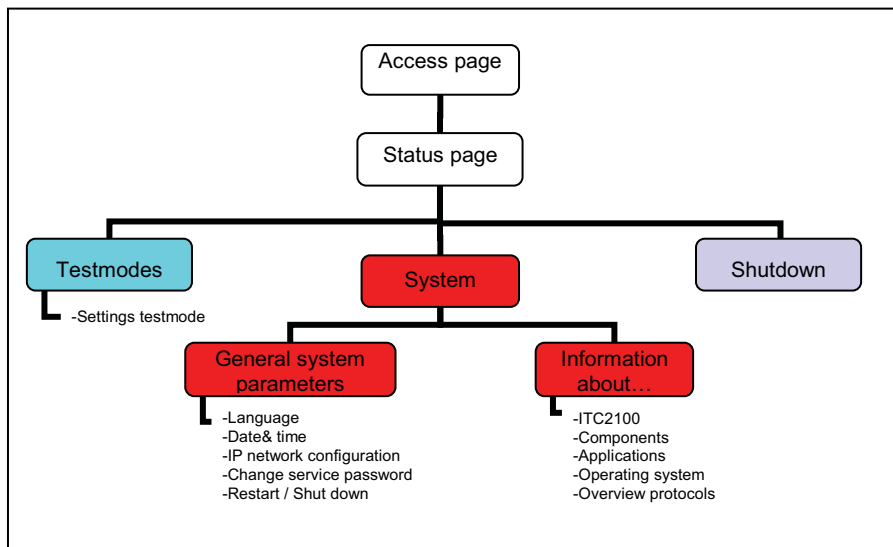 Access page
Status page
Testmodes
-Settings testmode
System
Shutdown
General system
parameters
-Language
-Date& time
-IP network configuration
-Change service password
-Restart / Shut down
Information
about…
-ITC2100
-Components
-Applications
-Operating system
-Overview protocols